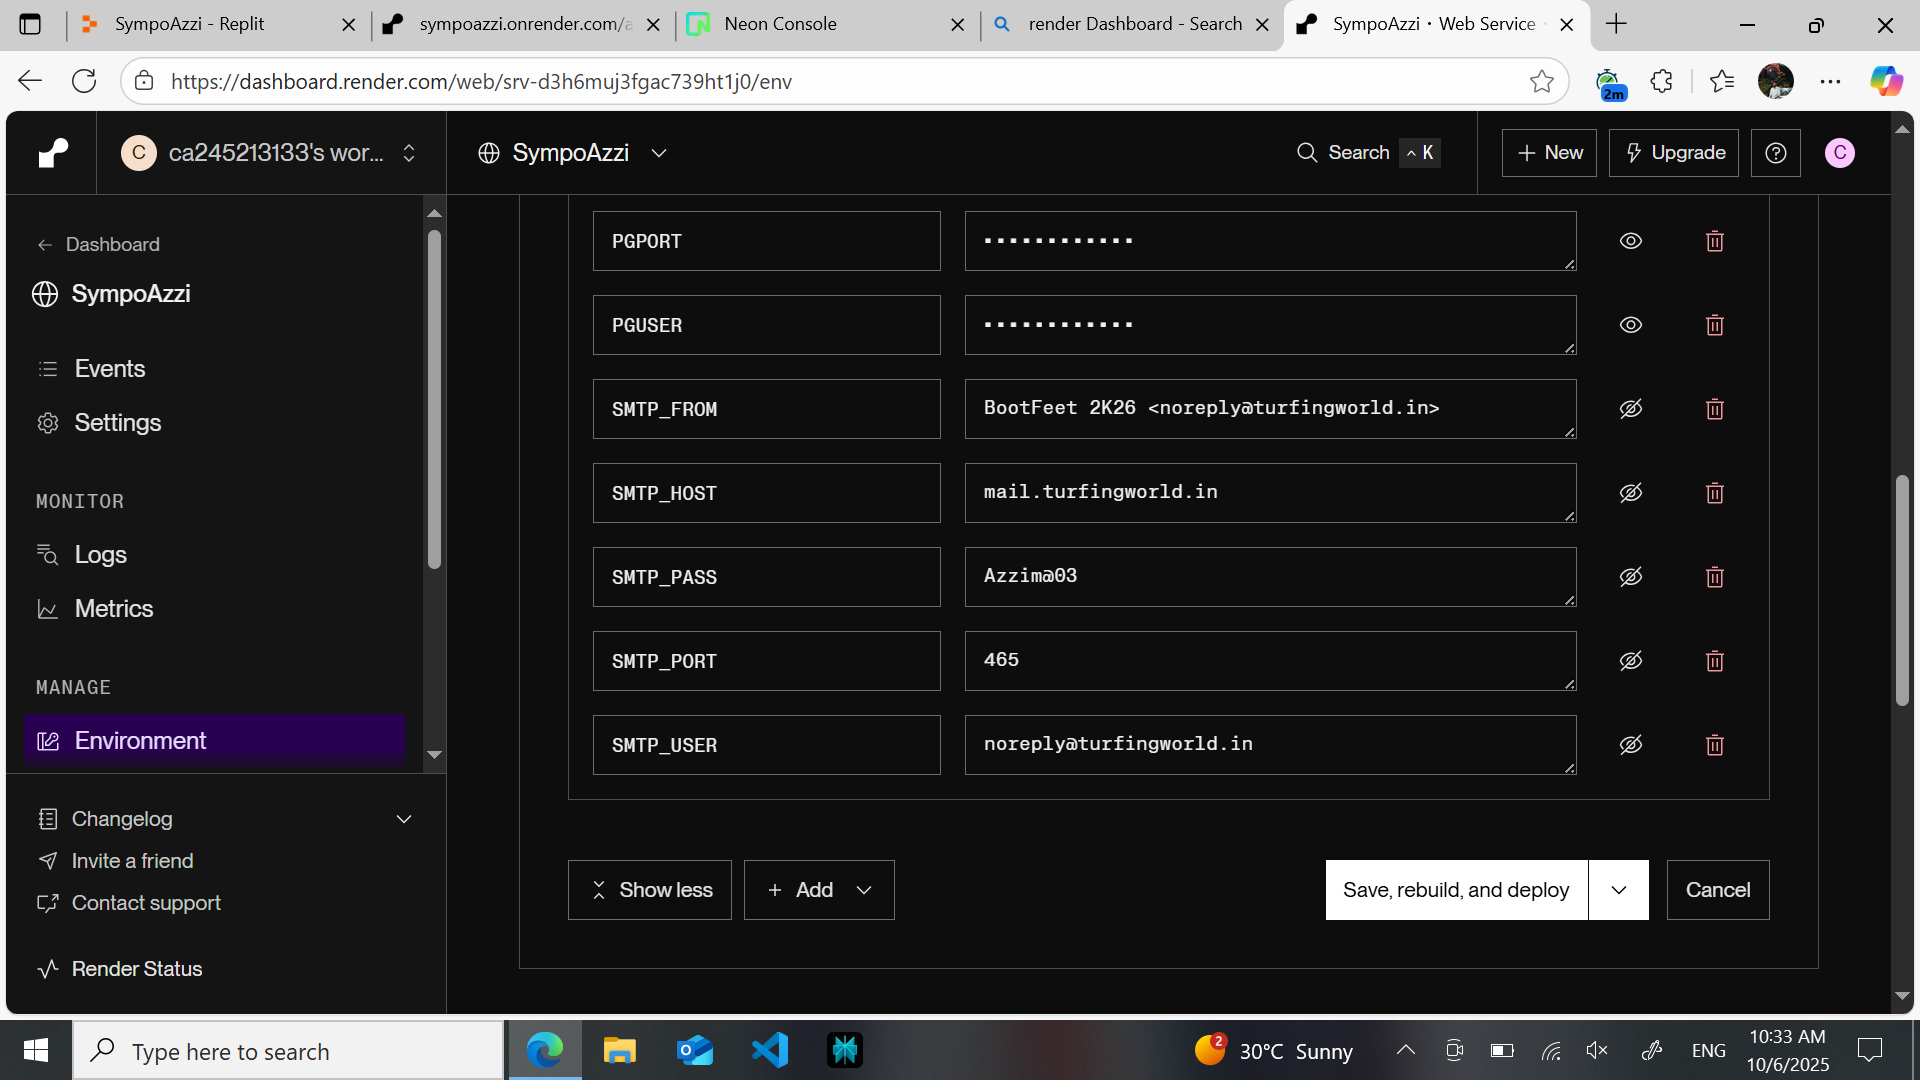 SympoAzzi - Replit
sympoazzi.onrender.com/a
Neon Console
render Dashboard - Search
SympoAzzi · Web Service
https://dashboard.render.com/web/srv-d3h6muj3fgac739ht1j0/env
2m
C
ca245213133's wor...
SympoAzzi
Search
K
New
Upgrade
C
Dashboard
SympoAzzi
Events
Settings
MONITOR
Logs
Metrics
MANAGE
Environment
Changelog
Invite a friend
Contact support
Render Status
PGPORT
PGUSER
SMTP_FROM
BootFeet 2K26 <noreply@turfingworld.in>
SMTP_HOST
mail.turfingworld.in
SMTP_PASS
Azzim@03
SMTP_PORT
465
SMTP_USER
noreply@turfingworld.in
Show less
+ Add
Save, rebuild, and deploy
Cancel
Type here to search
2
30°C Sunny
ENG
10:33 AM
10/6/2025